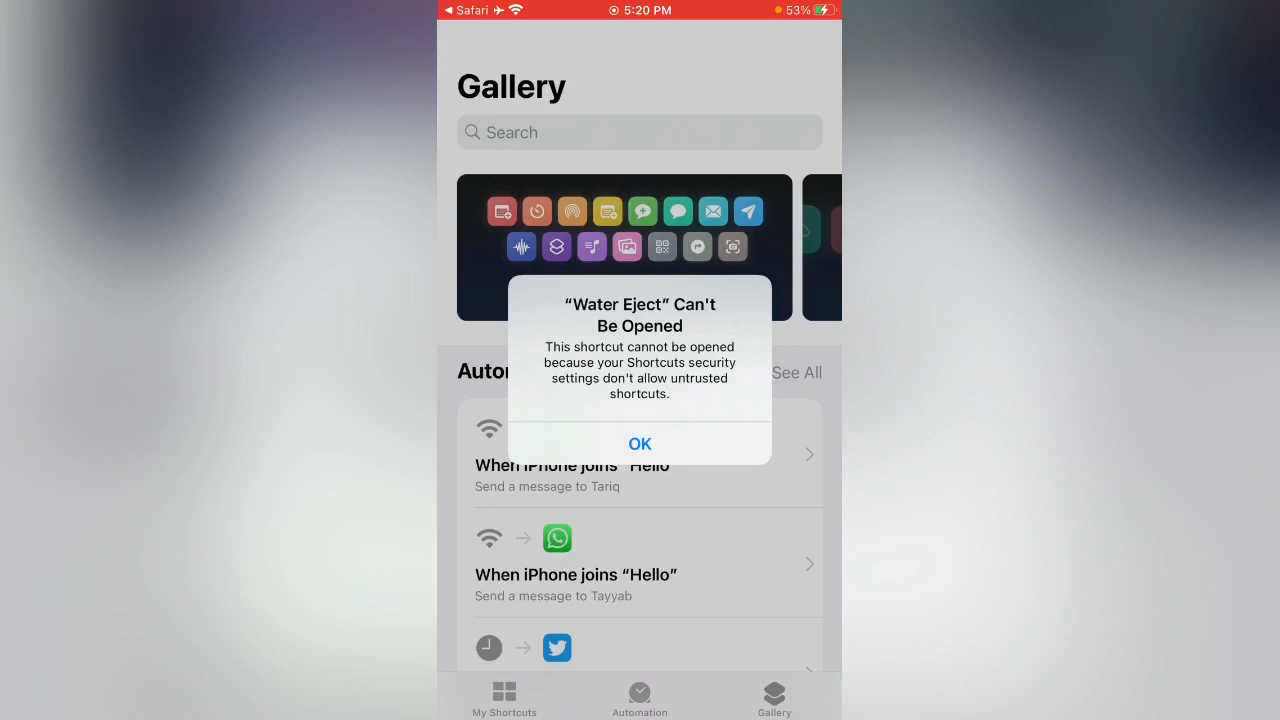 ◀ Safari 5:20 PM 53%
Gallery
Search
“Water Eject” Can't
Be Opened
This shortcut cannot be opened
because your Shortcuts security
settings don't allow untrusted
shortcuts.
OK
Autor See All
When iPhone joins “Hello
Send a message to Tariq
When iPhone joins “Hello”
Send a message to Tayyab
My Shortcuts Automation Gallery